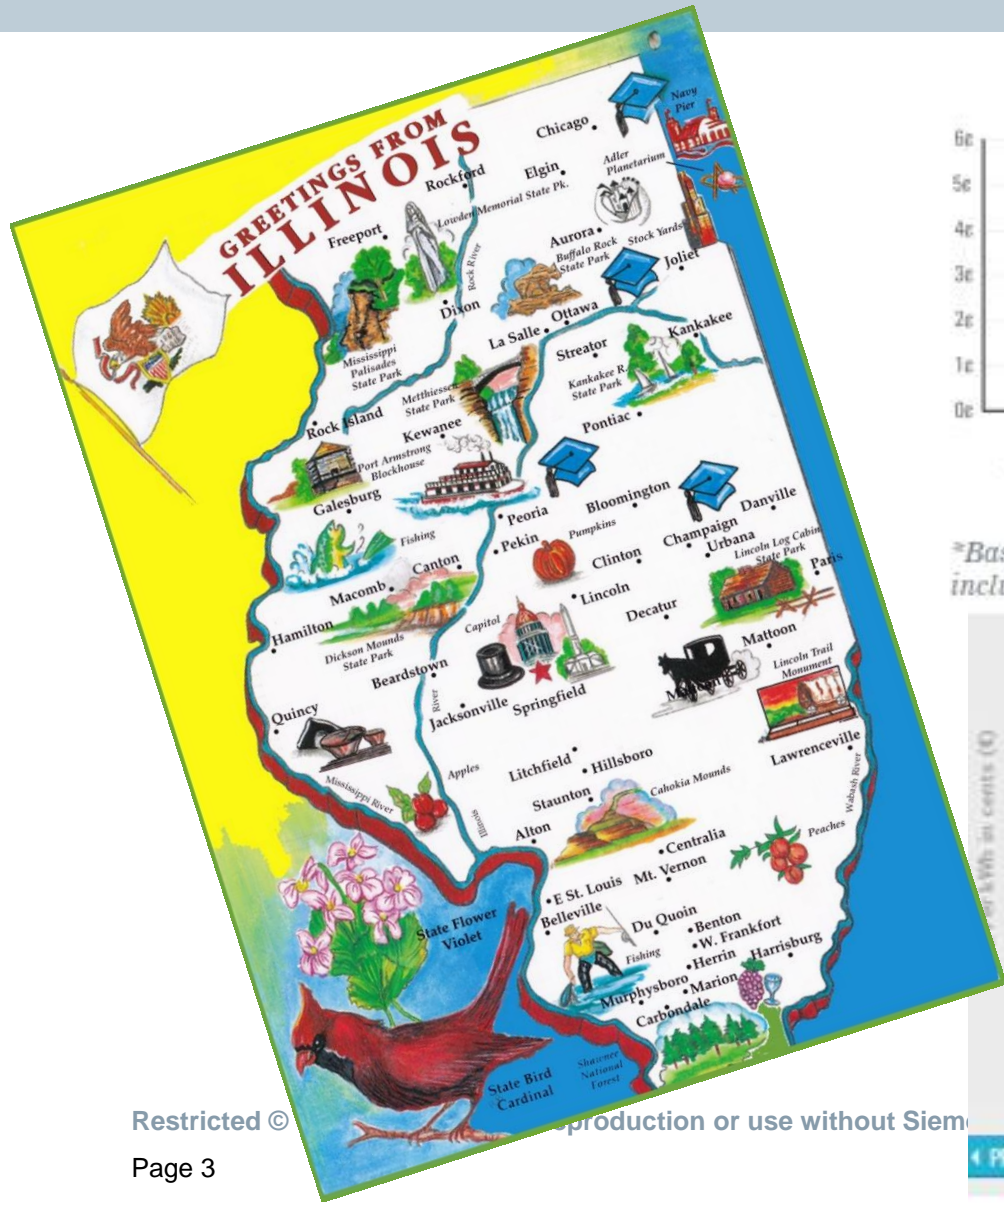 GREETINGS FROM
ILLINOIS
Navy
Pier
Chicago
Adler
Planetarium
Elgin
Rockford
Lowden Memorial State Pk.
Freeport
Aurora
Stock Yards
Buffalo Rock
State Park
Joliet
Rock River
Dixon
Ottawa
La Salle
Kankakee
Streator
Mississippi
Palisades
State Park
Kankakee R.
State Park
Metthiessen
State Park
Rock Island
Pontiac
Kewanee
Port Armstrong
Blockhouse
Galesburg
Bloomington
Danville
Peoria
Pumpkins
Champaign
Urbana
Pekin
Fishing
Clinton
Lincoln Log Cabin
State Park
Paris
Canton
Macomb
Lincoln
Decatur
Hamilton
Capitol
Dickson Mounds
State Park
Mattoon
Beardstown
Lincoln Trail
Monument
River
Jacksonville
Springfield
Quincy
Lawrenceville
Litchfield
Hillsboro
Apples
Mississippi River
Cahokia Mounds
Wabash River
Staunton
Illinois
Alton
Peaches
Centralia
Mt. Vernon
E St. Louis
Belleville
State Flower
Violet
Du Quoin
Benton
W. Frankfort
Fishing
Herrin
Harrisburg
Murphysboro
Marion
Carbondale
Shawnee
National
Forest
State Bird
Cardinal
6¢
5¢
4¢
3¢
2¢
1¢
0¢
kWh in cents (¢)
Restricted ©
production or use without
Page 3